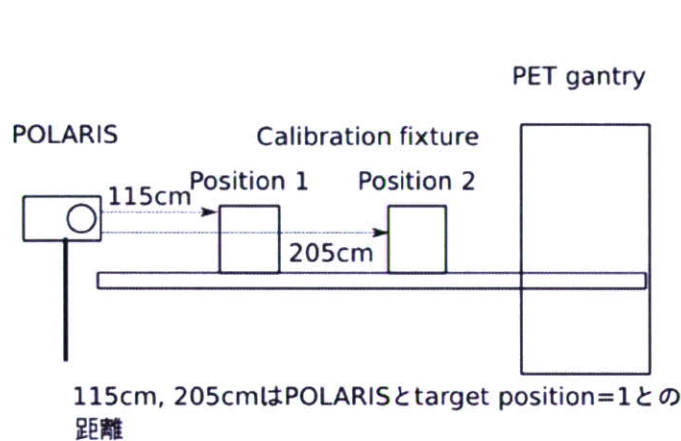 PET gantry
POLARIS
Calibration fixture
115cm
Position 1
Position 2
205cm
115cm, 205cmはPOLARISとtarget position=1との
距離